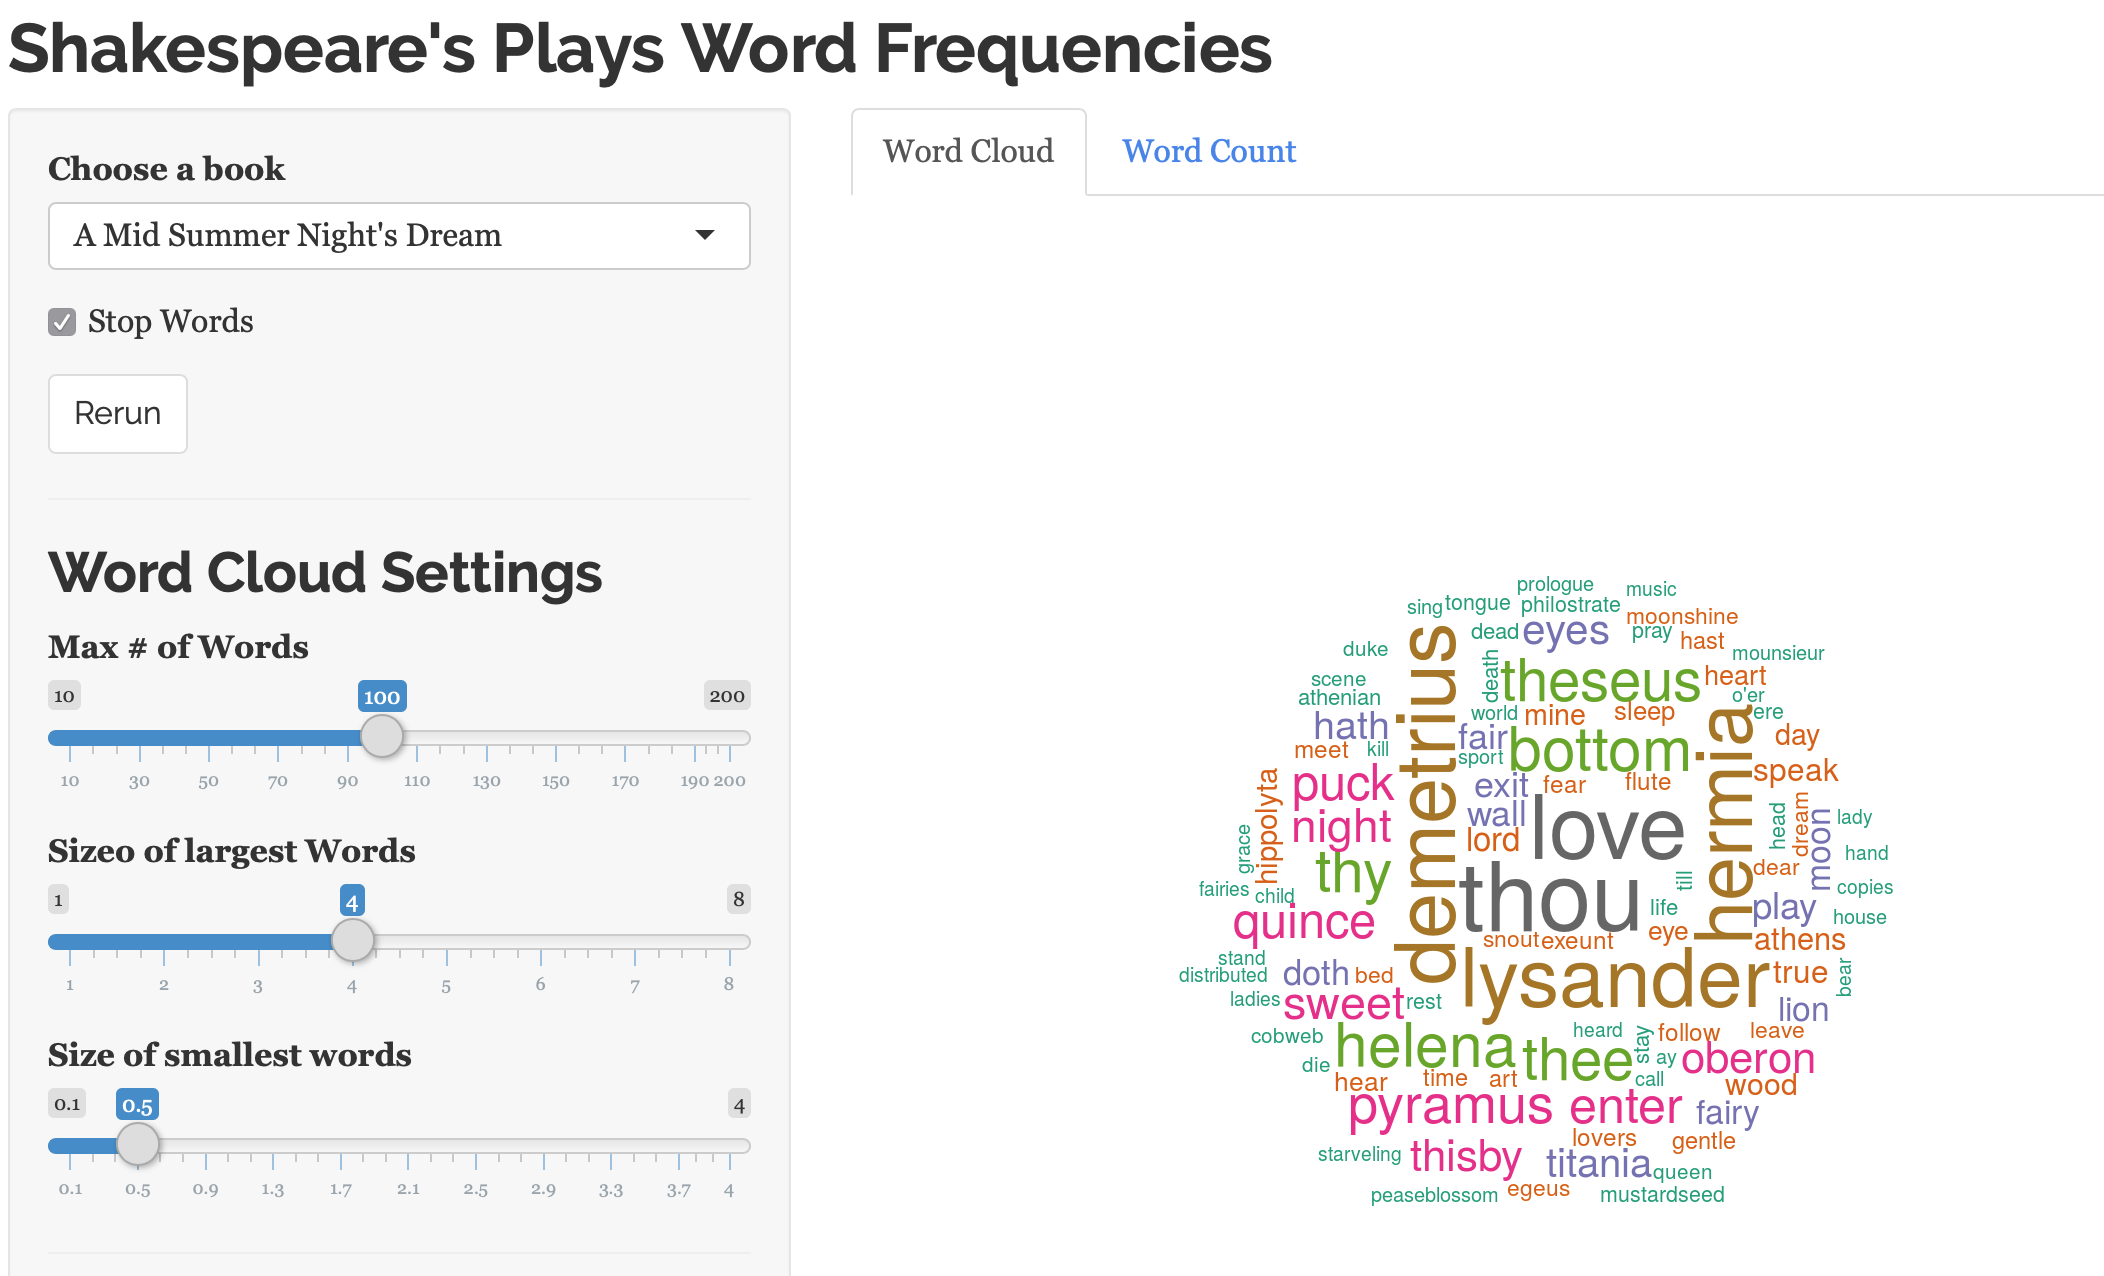 Shakespeare's Plays Word Frequencies
Choose a book
A Mid Summer Night's Dream
Stop Words
Rerun
Word Cloud Settings
Max # of Words
10 100 200
10 30 50 70 90 110 130 150 170 190 200
Sizeo of largest Words
1 4 8
1 2 3 4 5 6 7 8
Size of smallest words
0.1 0.5 4
0.1 0.5 0.9 1.3 1.7 2.1 2.5 2.9 3.3 3.7 4
Word Cloud Word Count
prologue
music
sing
tongue
philostrate
moonshine
dead
eyes
pray
hast
duke
mounsieur
death
theseus
heart
scene
athenian
o'er
ere
world
mine
sleep
hath
demetrius
fair
bottom
hermia
day
meet
kill
sport
speak
puck
exit
fear
flute
hippolyta
night
wall
love
head
dream
moon
lady
lord
grace
thy
dear
hand
fairies
child
thou
till
copies
quince
life
play
house
snout
exeunt
eye
athens
stand
distributed
doth
bed
lysander
true
bear
ladies
sweet
rest
lion
cobweb
helena
thee
heard
stay
follow
leave
die
ay
oberon
hear
time
art
call
wood
pyramus
enter
fairy
lovers
gentle
starveling
thisby
titania
queen
peaseblossom
egeus
mustardseed